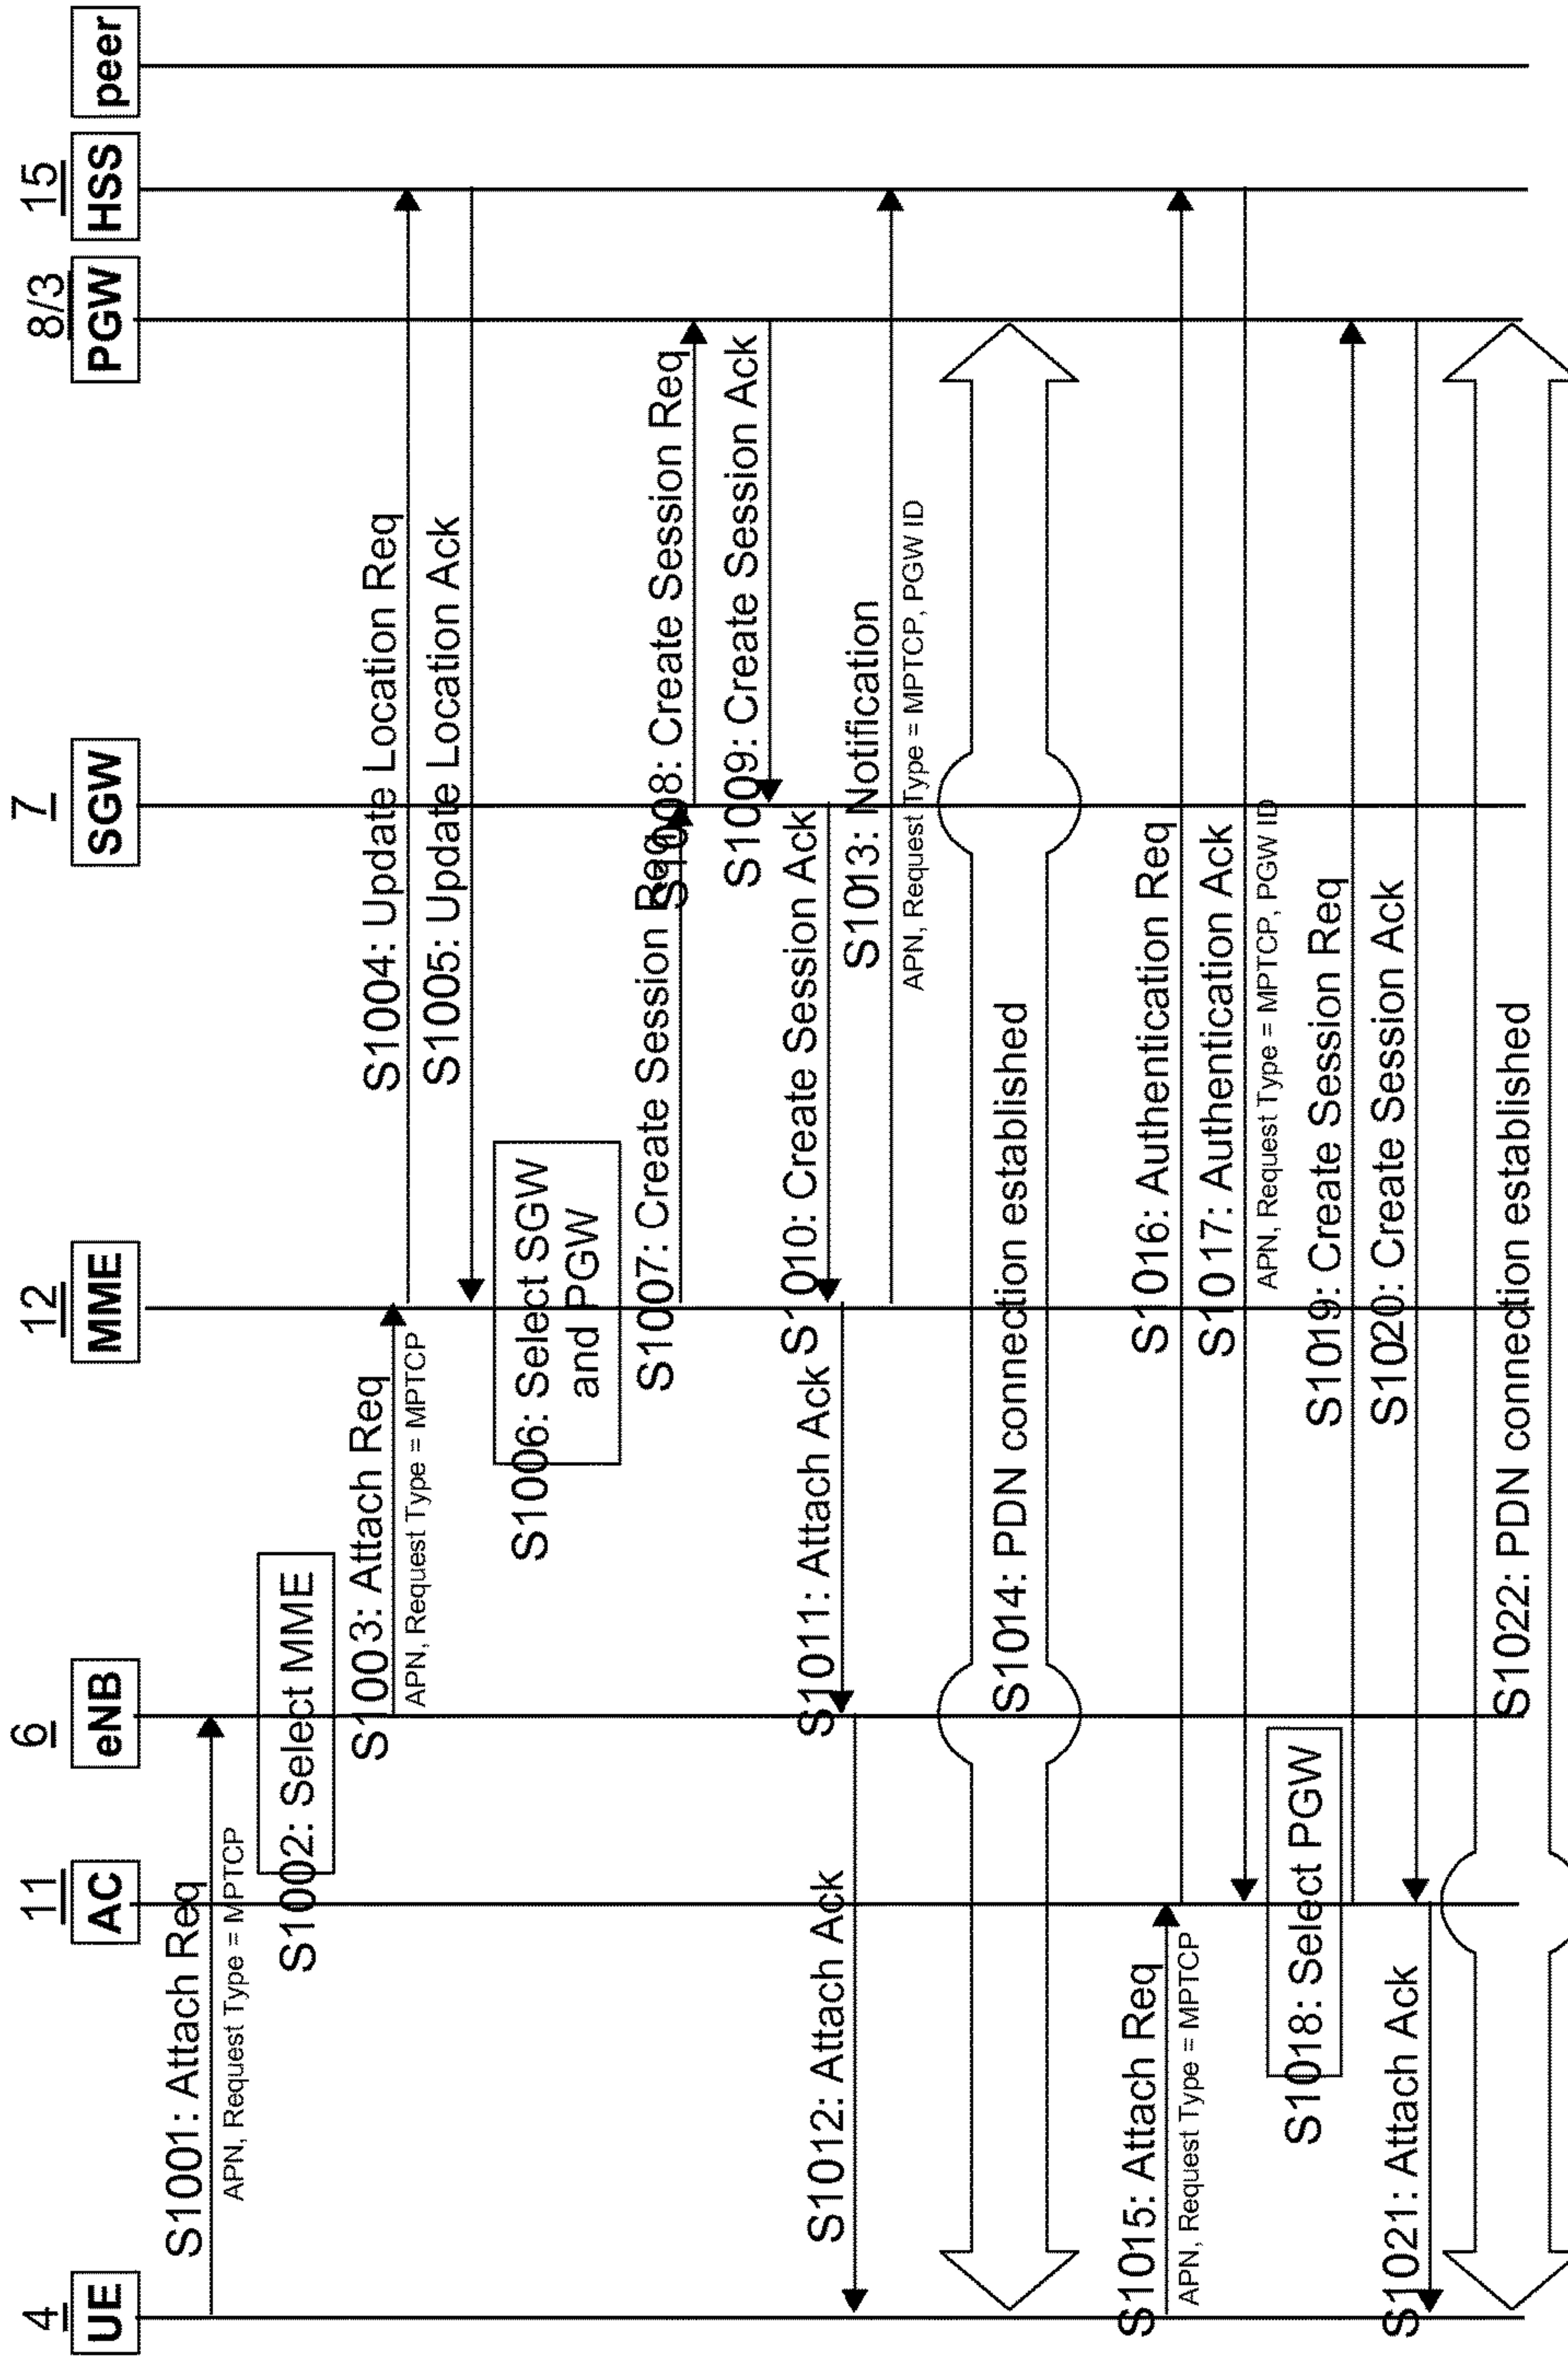 4
UE
11
AC
6
eNB
12
MME
7
SGW
8/3
PGW
15
HSS
peer
S1001: Attach Req
APN, Request Type = MPTCP
S1002: Select MME
S1003: Attach Req
APN, Request Type = MPTCP
S1004: Update Location Req
S1005: Update Location Ack
S1006: Select SGW
and PGW
S1007: Create Session Req
S1008: Create Session Req
S1009: Create Session Ack
S1010: Create Session Ack
S1011: Attach Ack
S1012: Attach Ack
S1013: Notification
APN, Request Type = MPTCP, PGW ID
S1014: PDN connection established
S1015: Attach Req
APN, Request Type = MPTCP
S1016: Authentication Req
S1017: Authentication Ack
APN, Request Type = MPTCP, PGW ID
S1018: Select PGW
S1019: Create Session Req
S1020: Create Session Ack
S1021: Attach Ack
S1022: PDN connection established